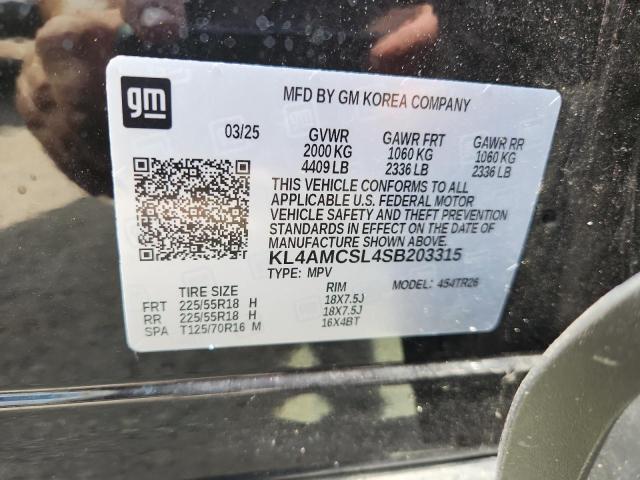 gm
MFD BY GM KOREA COMPANY
03/25 GVWR GAWR FRT GAWR RR
2000 KG 1060 KG 1060 KG
4409 LB 2336 LB 2336 LB
THIS VEHICLE CONFORMS TO ALL
APPLICABLE U.S. FEDERAL MOTOR
VEHICLE SAFETY AND THEFT PREVENTION
STANDARDS IN EFFECT ON THE DATE OF
MANUFACTURE SHOWN ABOVE.
KL4AMCSL4SB203315
TYPE: MPV MODEL: 454TR26
TIRE SIZE RIM
FRT 225/55R18 H 18X7.5J
RR 225/55R18 H 18X7.5J
SPA T125/70R16 M 16X4BT